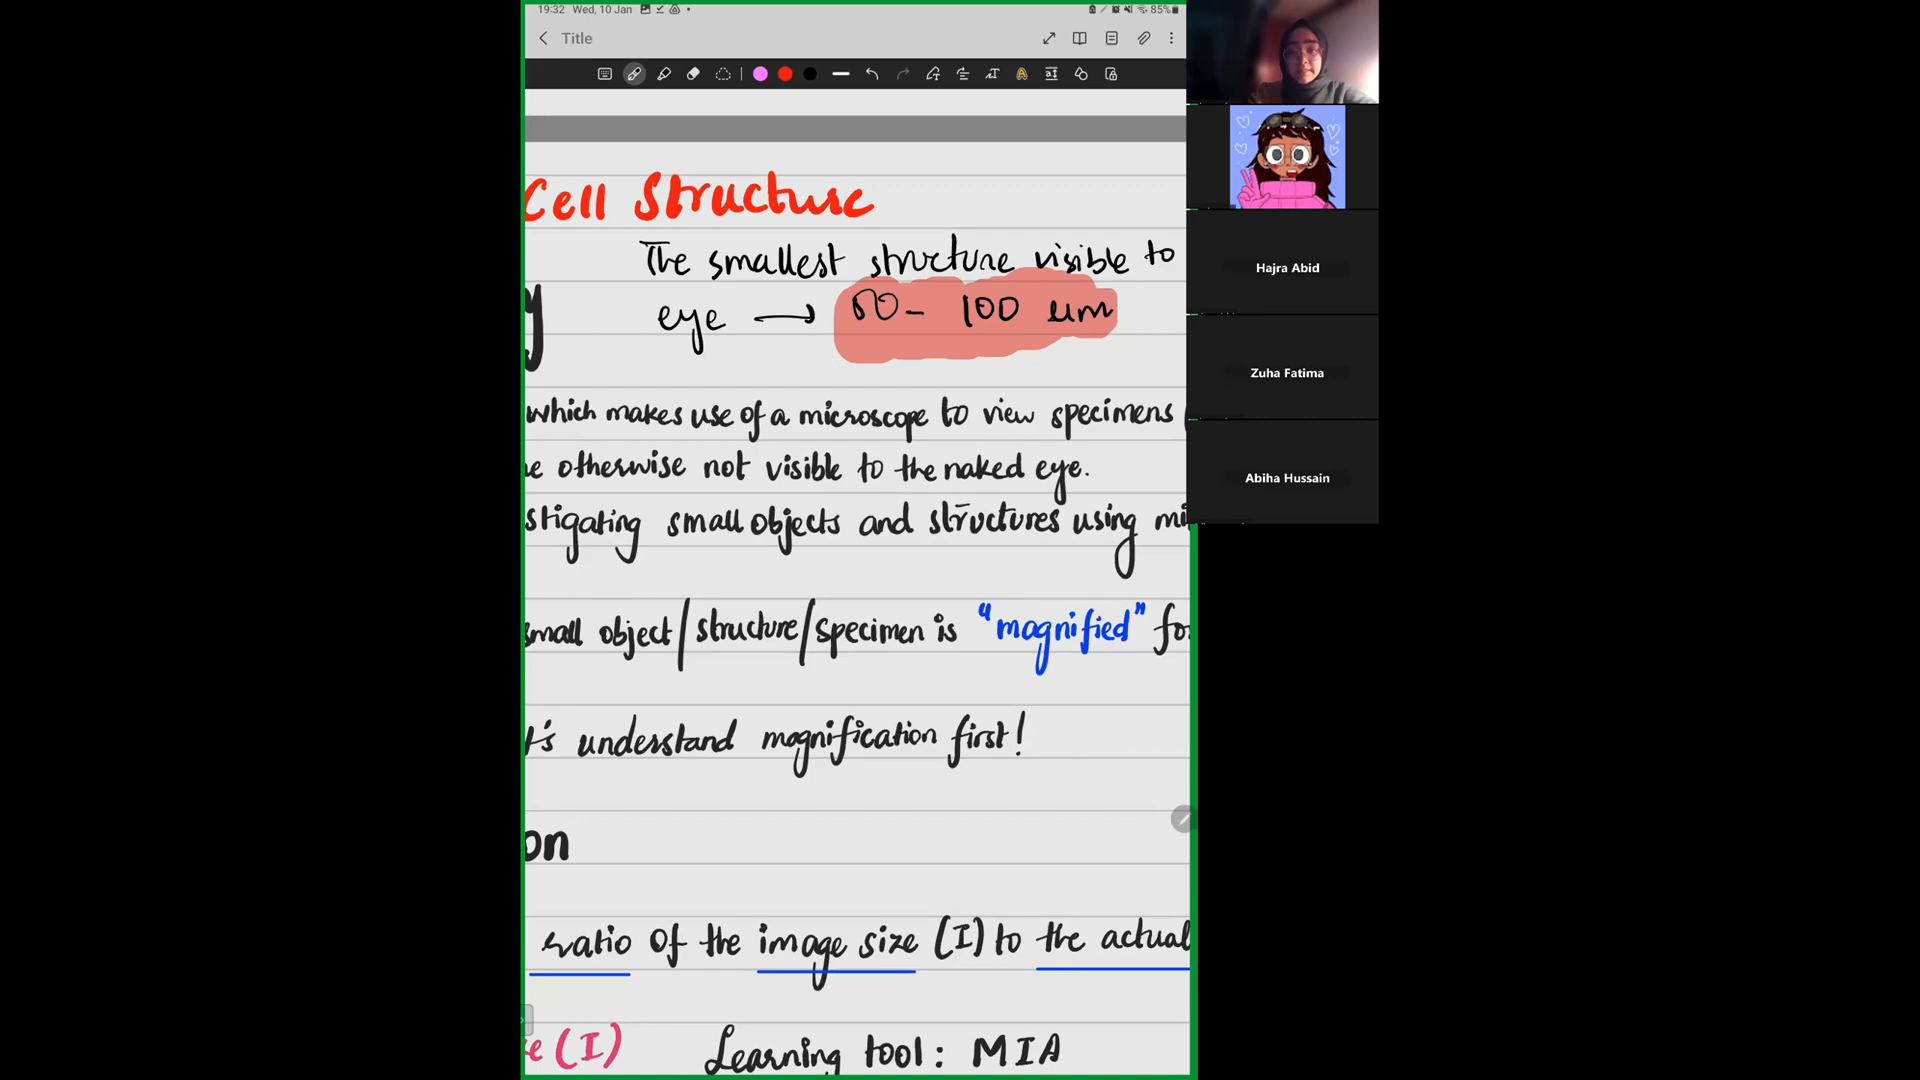 19:32 Wed, 10 Jan
85%
Title
Cell Structure
The smallest structure visible to
eye → 50- 100 um
y
which makes use of a microscope to view specimens
e otherwise not visible to the naked eye.
stigating small objects and structures using mi
small object/structure/specimen is "magnified" for
t's understand magnification first!
on
ratio of the image size (I) to the actual
e (I)
Learning tool: MIA
Hajra Abid
Zuha Fatima
Abiha Hussain